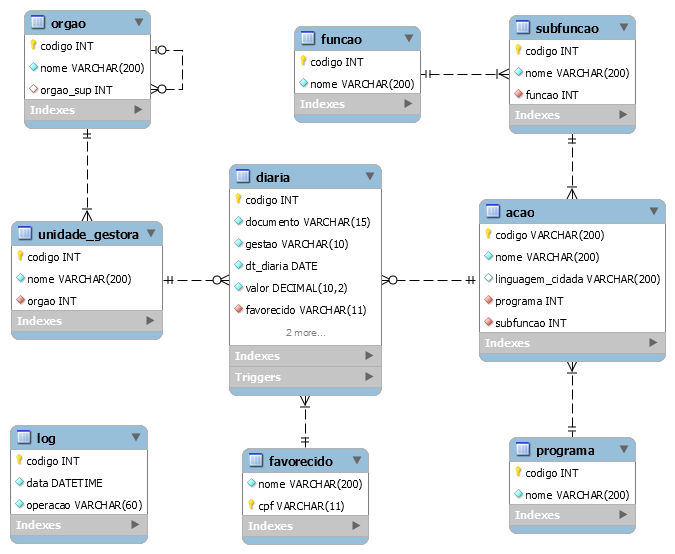 orgao
codigo INT
nome VARCHAR(200)
orgao_sup INT
Indexes
funcao
codigo INT
nome VARCHAR(200)
Indexes
subfuncao
codigo INT
nome VARCHAR(200)
funcao INT
Indexes
unidade_gestora
codigo INT
nome VARCHAR(200)
orgao INT
Indexes
diaria
codigo INT
documento VARCHAR(15)
gestao VARCHAR(10)
dt_diaria DATE
valor DECIMAL(10,2)
favorecido VARCHAR(11)
2 more...
Indexes
Triggers
acao
codigo VARCHAR(200)
nome VARCHAR(200)
linguagem_cidada VARCHAR(200)
programa INT
subfuncao INT
Indexes
log
codigo INT
data DATETIME
operacao VARCHAR(60)
Indexes
favorecido
nome VARCHAR(200)
cpf VARCHAR(11)
Indexes
programa
codigo INT
nome VARCHAR(200)
Indexes